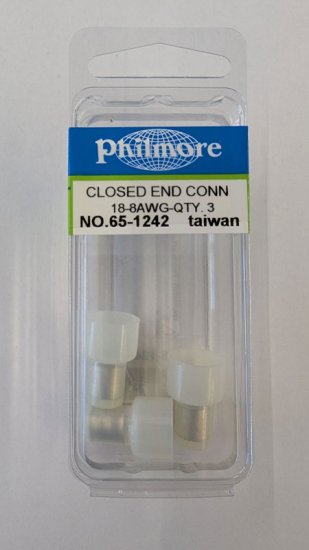 Philmore
CLOSED END CONN
18-8AWG-QTY. 3
NO.65-1242 taiwan